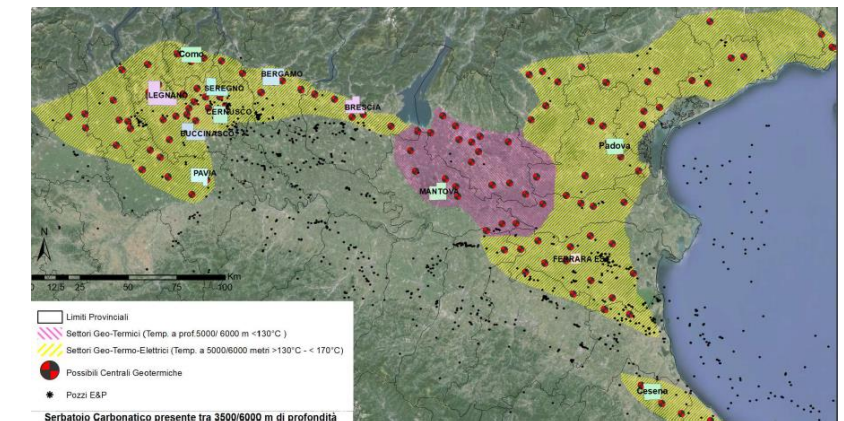 Como
BERGAMO
LEGNANO
SEREGNO
CERNUSCO
BRESCIA
BUCCINASCO
PAVIA
MANTOVA
Padova
FERRARA
Cesena
N
Km
0 12,5 25 50 75 100
Limiti Provinciali
Settori Geo-Termici (Temp. a prof.5000/ 6000 m <130°C )
Settori Geo-Termo-Elettrici (Temp. a 5000/6000 metri >130°C - < 170°C)
Possibili Centrali Geotermiche
Pozzi E&P
Serbatoio Carbonatico presente tra 3500/6000 m di profondità